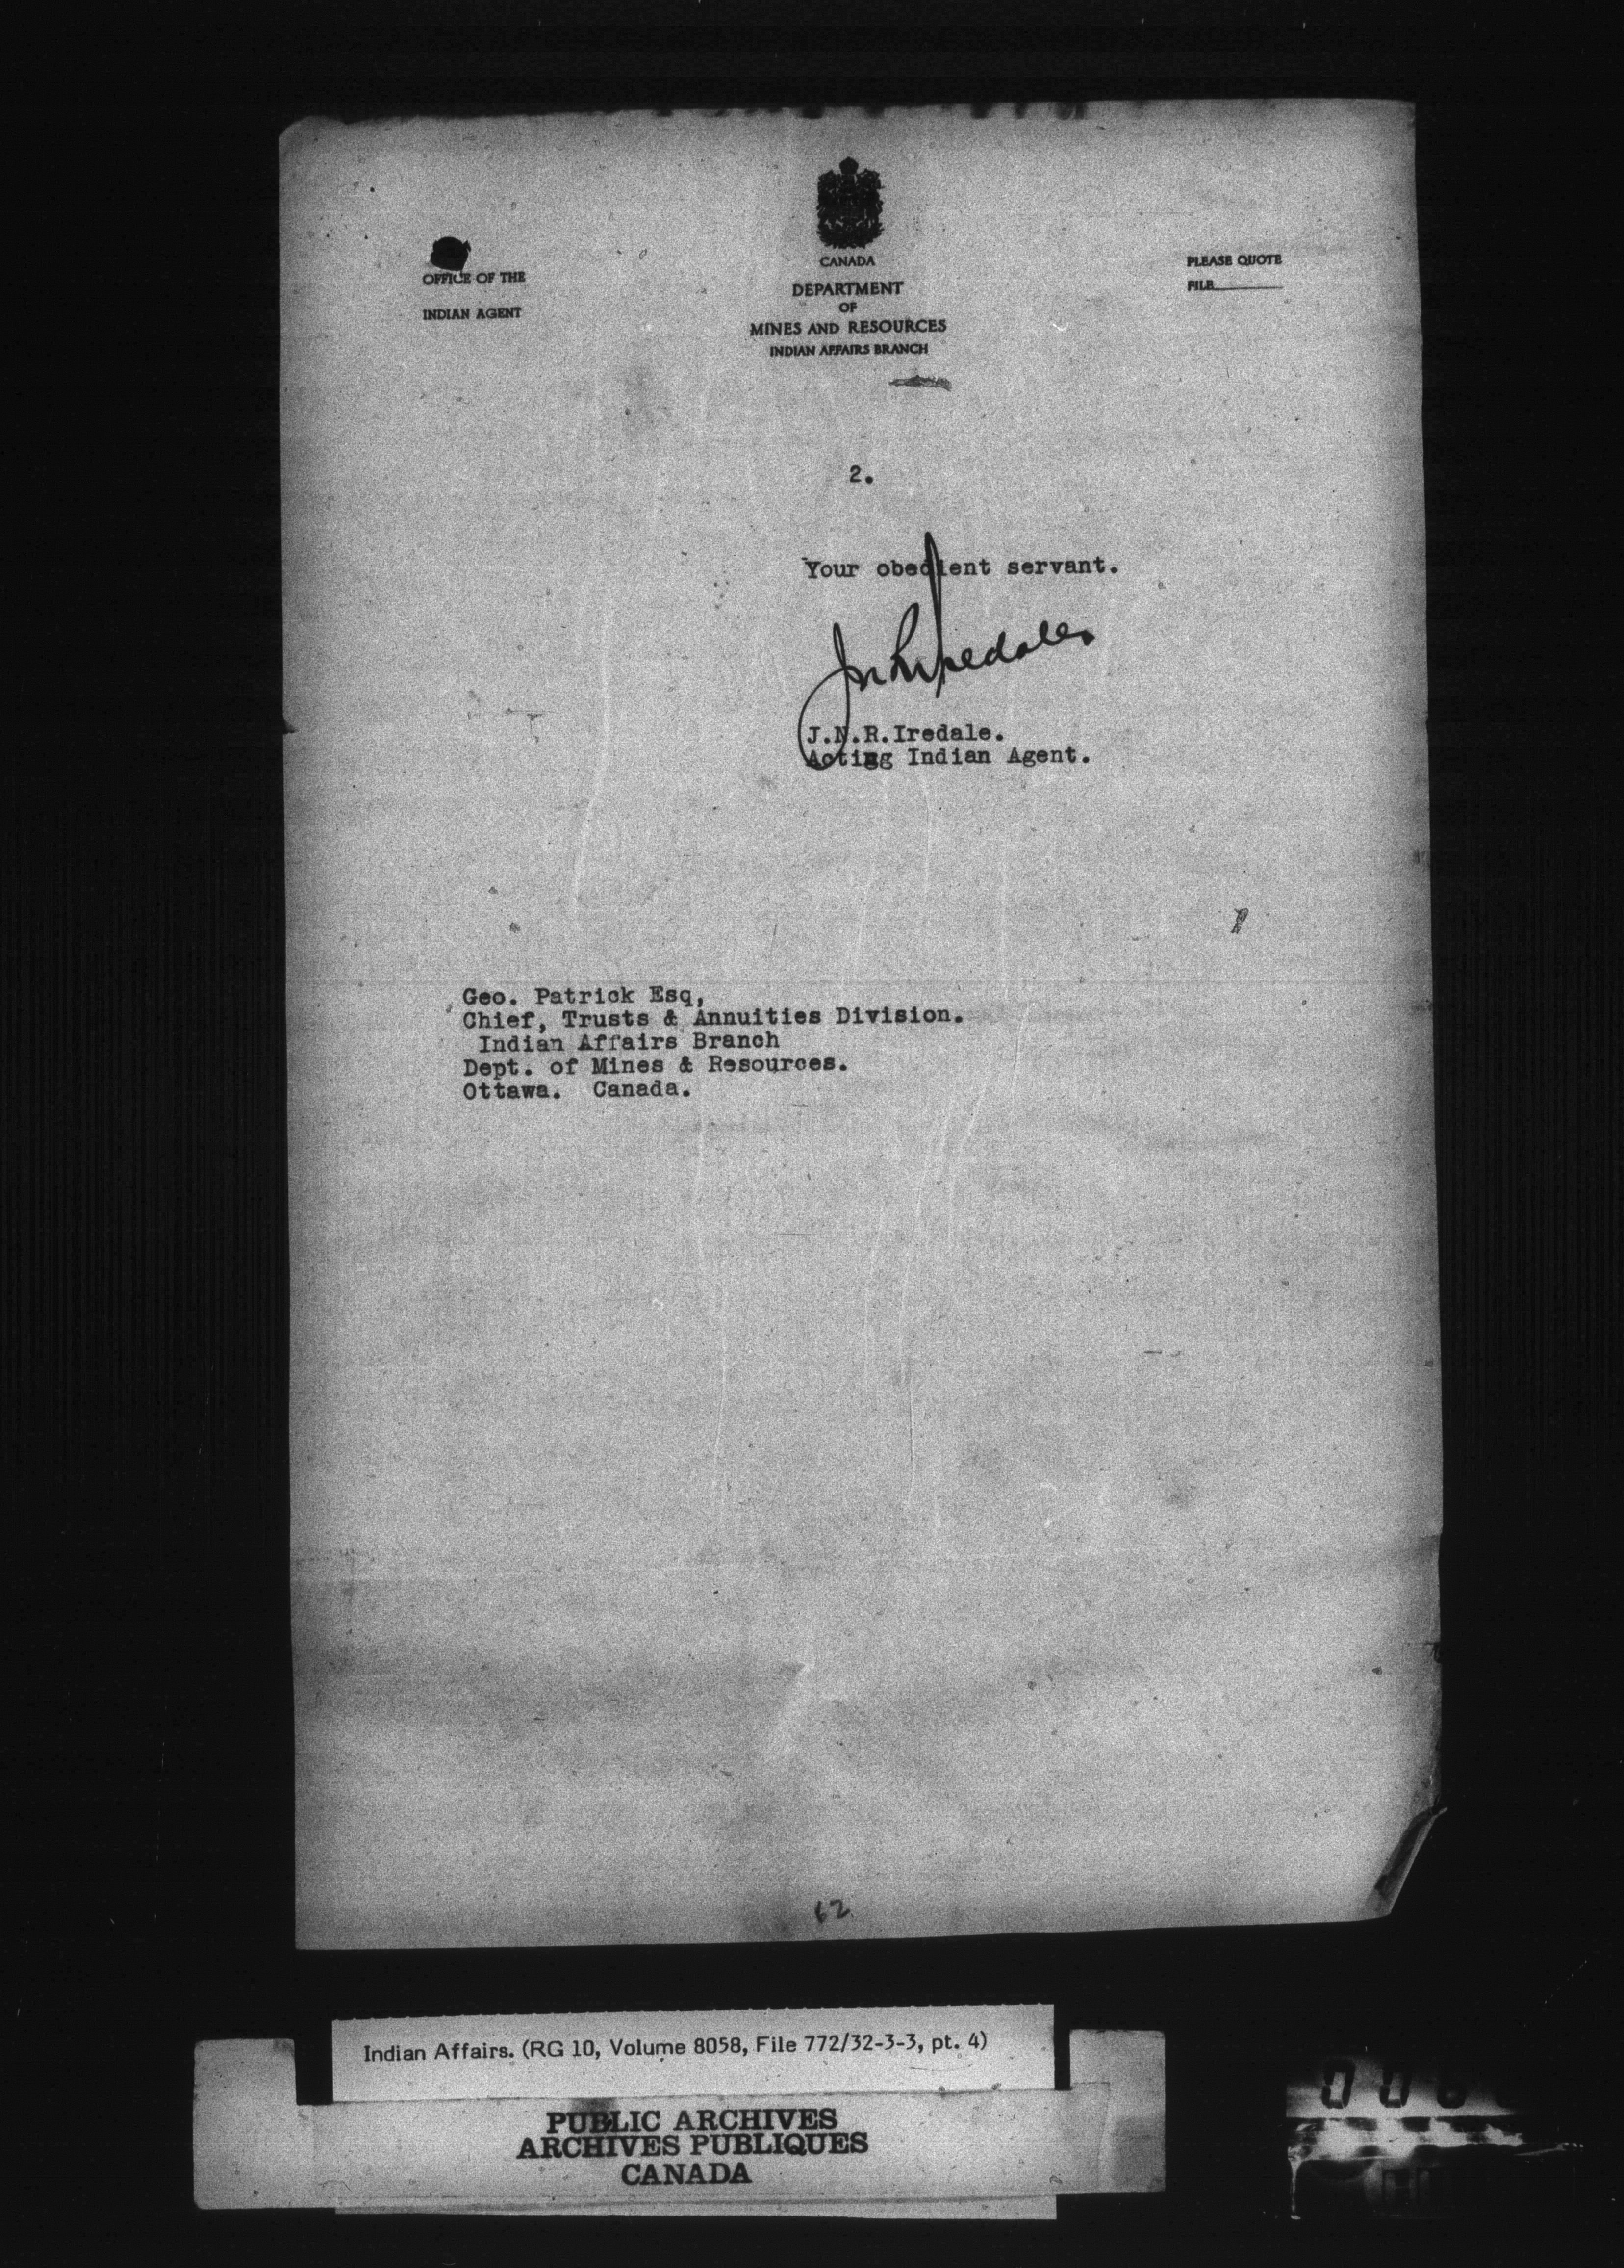 CANADA
OFFICE OF THE
INDIAN AGENT
DEPARTMENT
OF
MINES AND RESOURCES
INDIAN AFFAIRS BRANCH
PLEASE QUOTE
FILE
2.
Your obedient servant.
J.N.R. Iredale
J.N.R.Iredale.
Acting Indian Agent.
Geo. Patrick Esq,
Chief, Trusts & Annuities Division.
Indian Affairs Branch
Dept. of Mines & Resources.
Ottawa. Canada.
62
Indian Affairs. (RG 10, Volume 8058, File 772/32-3-3, pt. 4)
PUBLIC ARCHIVES
ARCHIVES PUBLIQUES
CANADA